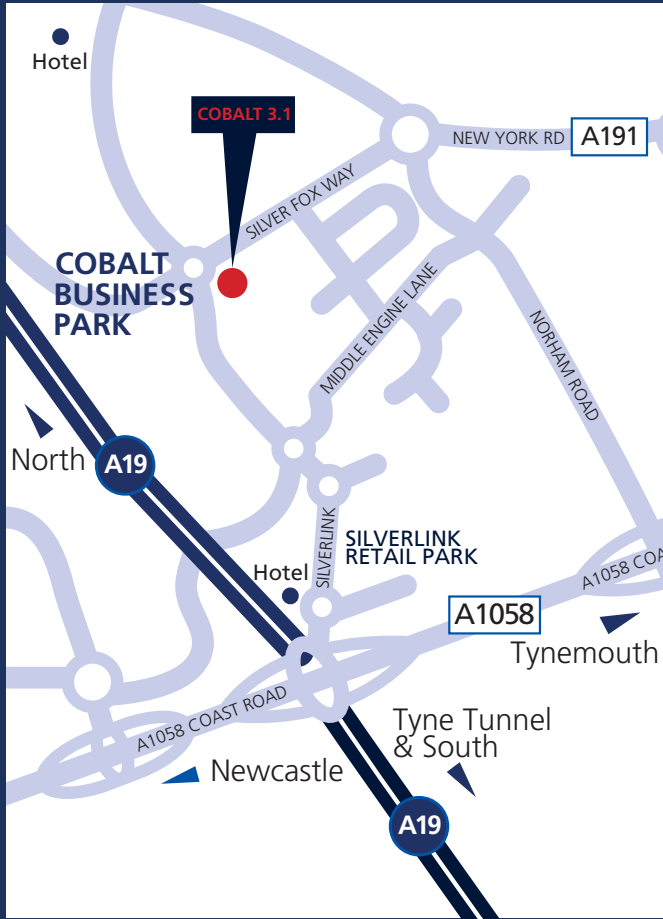 Hotel
COBALT 3.1
NEW YORK RD
A191
SILVER FOX WAY
COBALT
BUSINESS
PARK
MIDDLE ENGINE LANE
NORHAM ROAD
North
A19
SILVERLINK
SILVERLINK
RETAIL PARK
Hotel
A1058 COA
A1058
Tynemouth
A1058 COAST ROAD
Tyne Tunnel
& South
Newcastle
A19